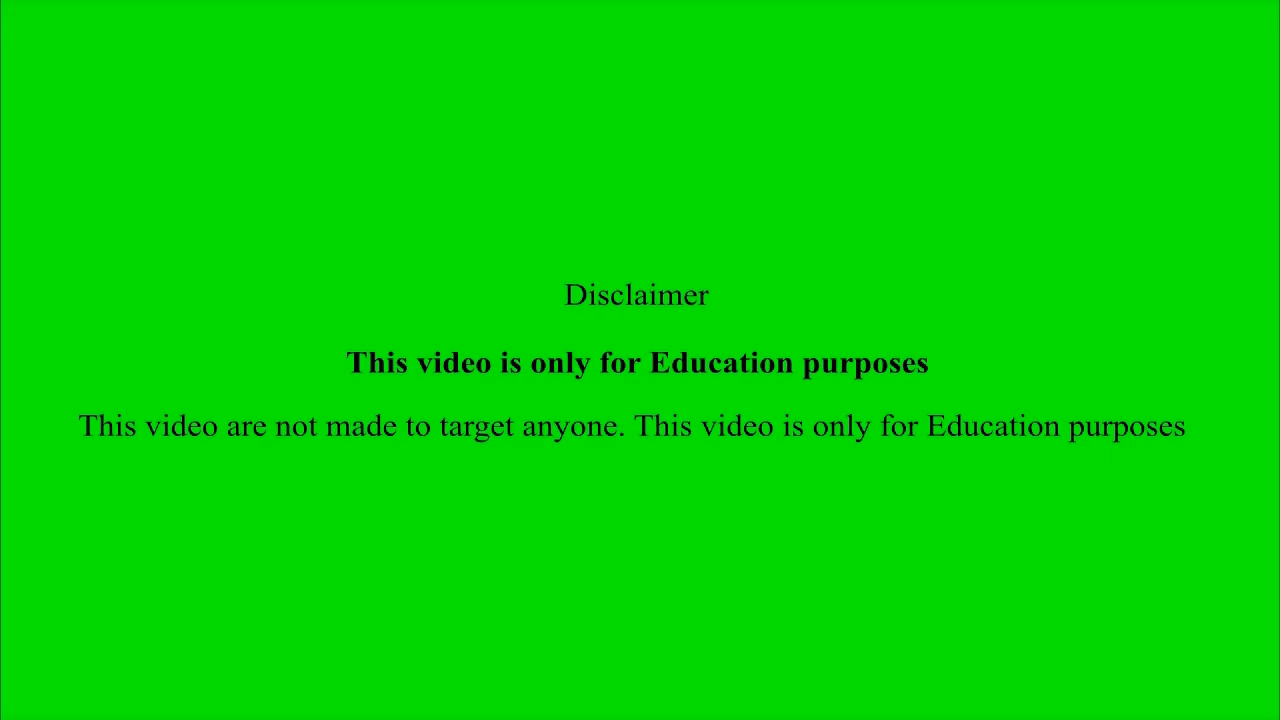 Disclaimer
This video is only for Education purposes
This video are not made to target anyone. This video is only for Education purposes